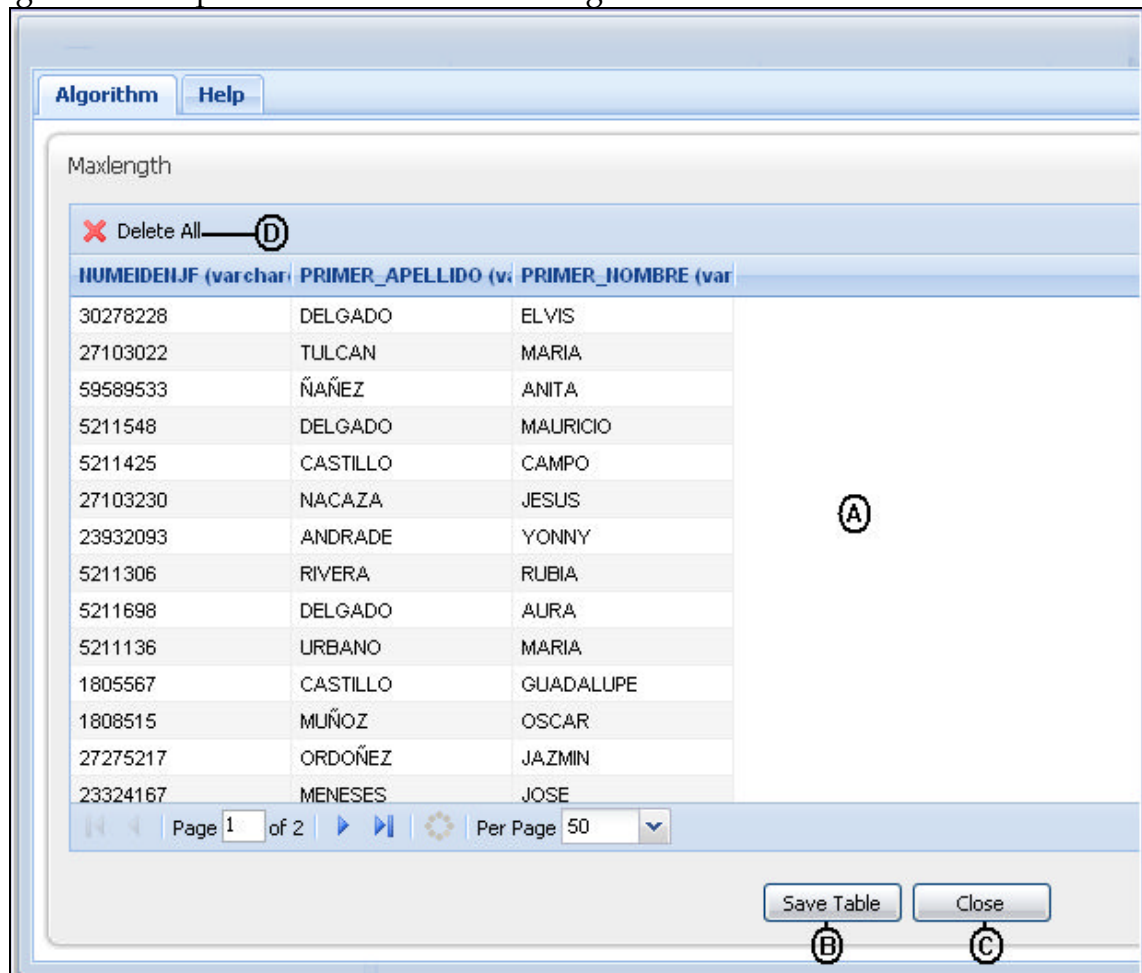 Algorithm Help
Maxlength
Delete All D
NUMEIDENJF (varchar( PRIMER_APELLIDO (va PRIMER_NOMBRE (var
30278228 DELGADO ELVIS
27103022 TULCAN MARIA
59589533 ÑAÑEZ ANITA
5211548 DELGADO MAURICIO
5211425 CASTILLO CAMPO
27103230 NACAZA JESUS
A
23932093 ANDRADE YONNY
5211306 RIVERA RUBIA
5211698 DELGADO AURA
5211136 URBANO MARIA
1805567 CASTILLO GUADALUPE
1808515 MUÑOZ OSCAR
27275217 ORDOÑEZ JAZMIN
23324167 MENESES JOSE
Page 1 of 2 Per Page 50
Save Table Close
B C